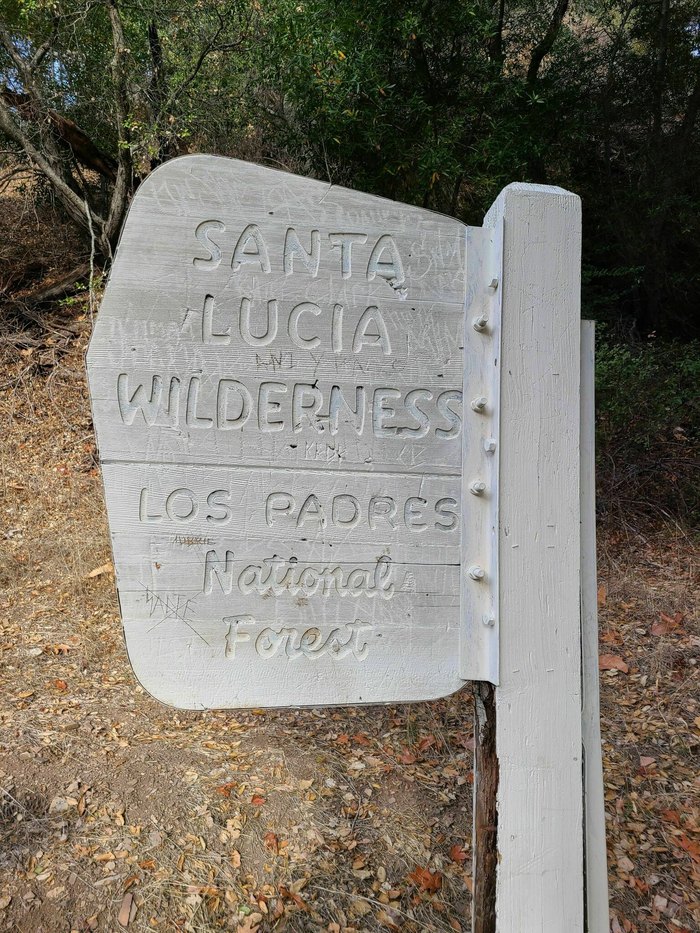 SANTA
LUCIA
WILDERNESS
LOS PADRES
National
Forest